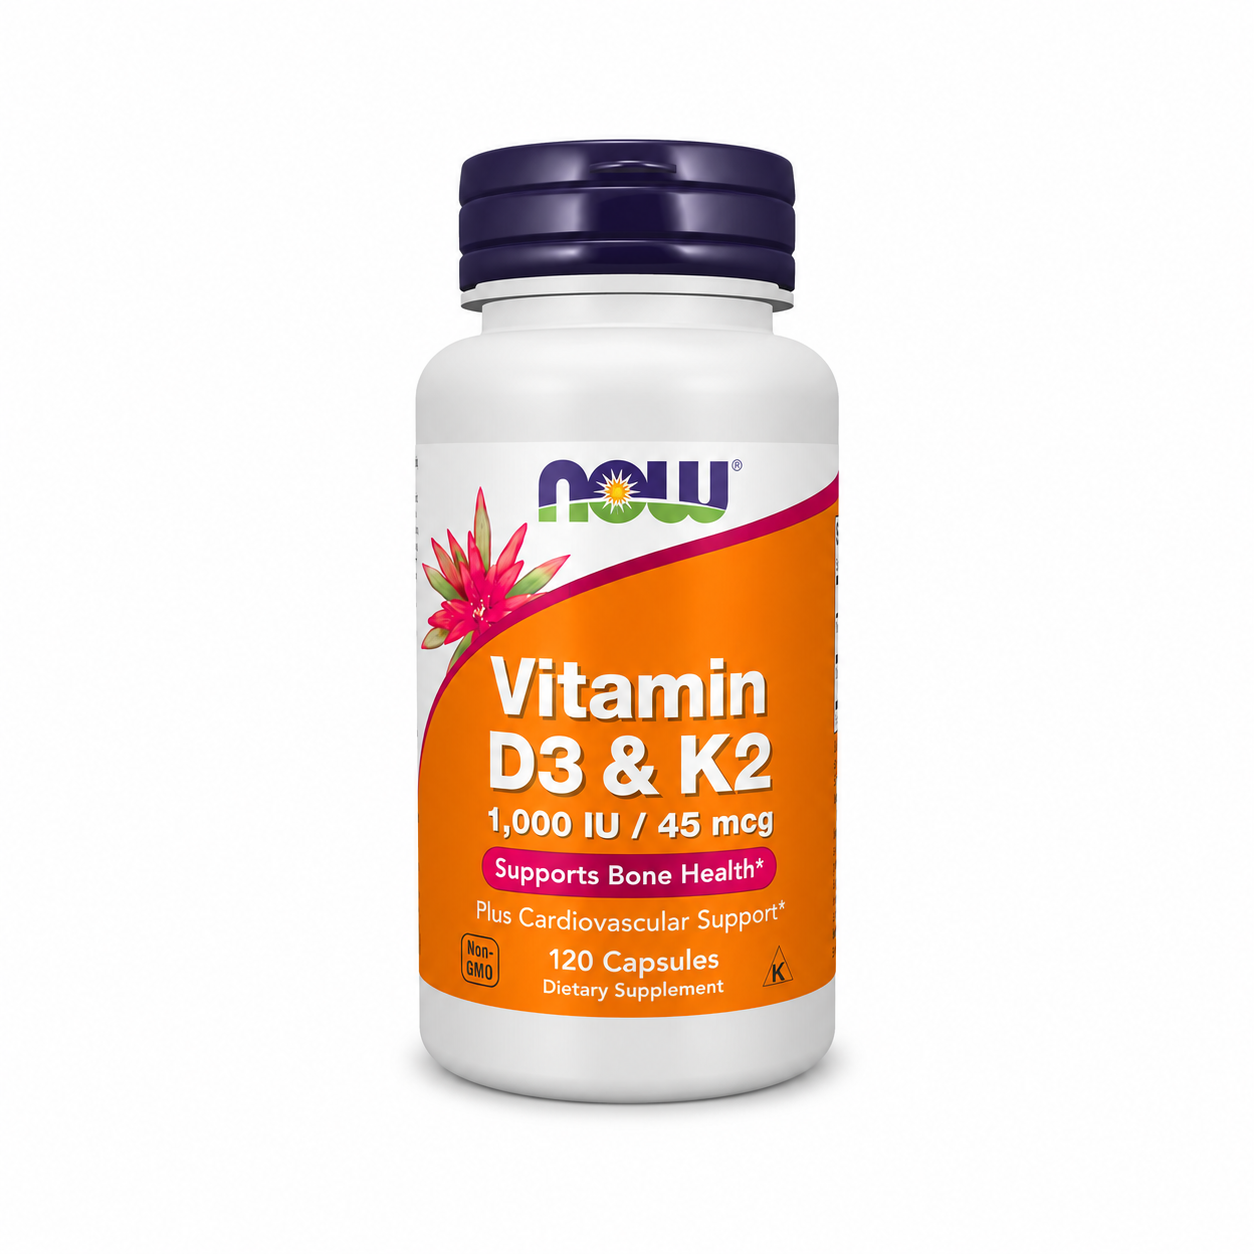 NOW®
Vitamin
D3 & K2
1,000 IU / 45 mcg
Supports Bone Health*
Plus Cardiovascular Support*
Non-
GMO
120 Capsules
Dietary Supplement
K